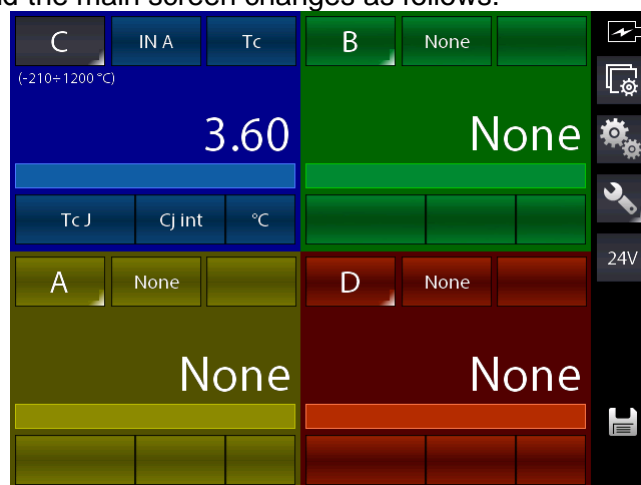 d the main screen changes as follows:
C IN A Tc
(-210÷1200 °C)
3.60
Tc J Cj int °C
B None
None
24V
A None
None
D None
None